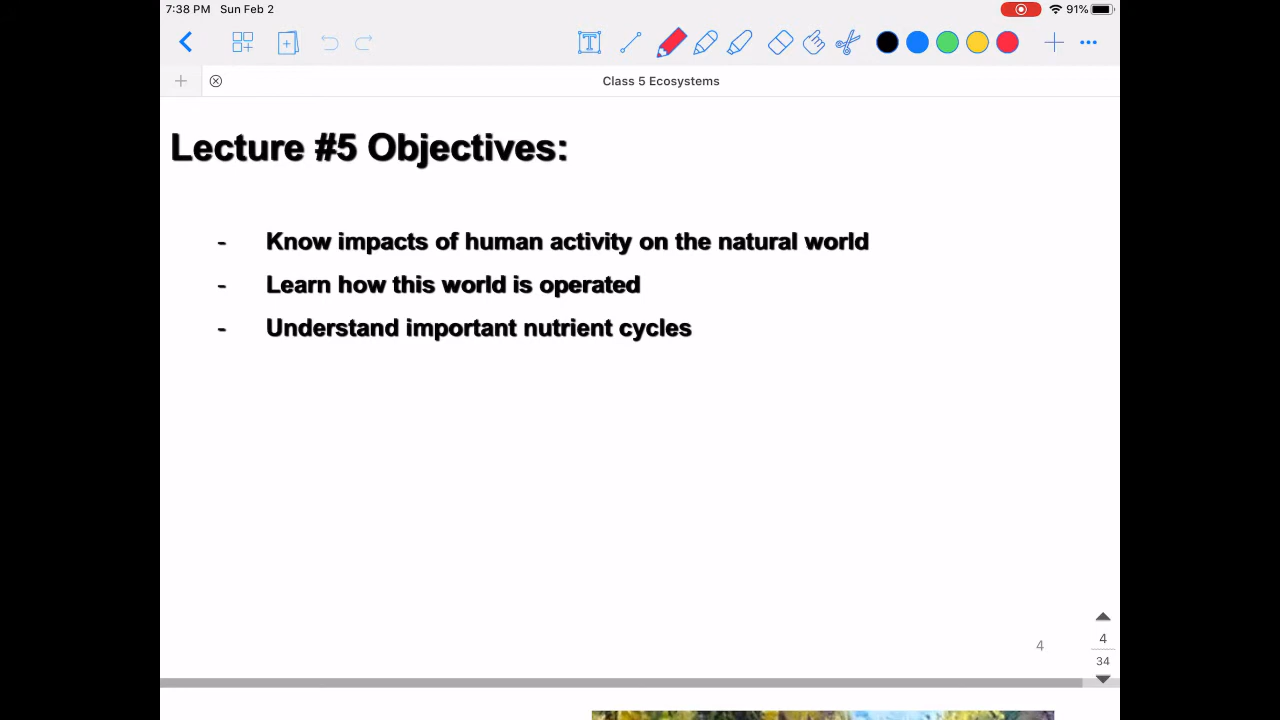 7:38 PM Sun Feb 2
91%
T
Class 5 Ecosystems
Lecture #5 Objectives:
- Know impacts of human activity on the natural world
- Learn how this world is operated
- Understand important nutrient cycles
4
4
34